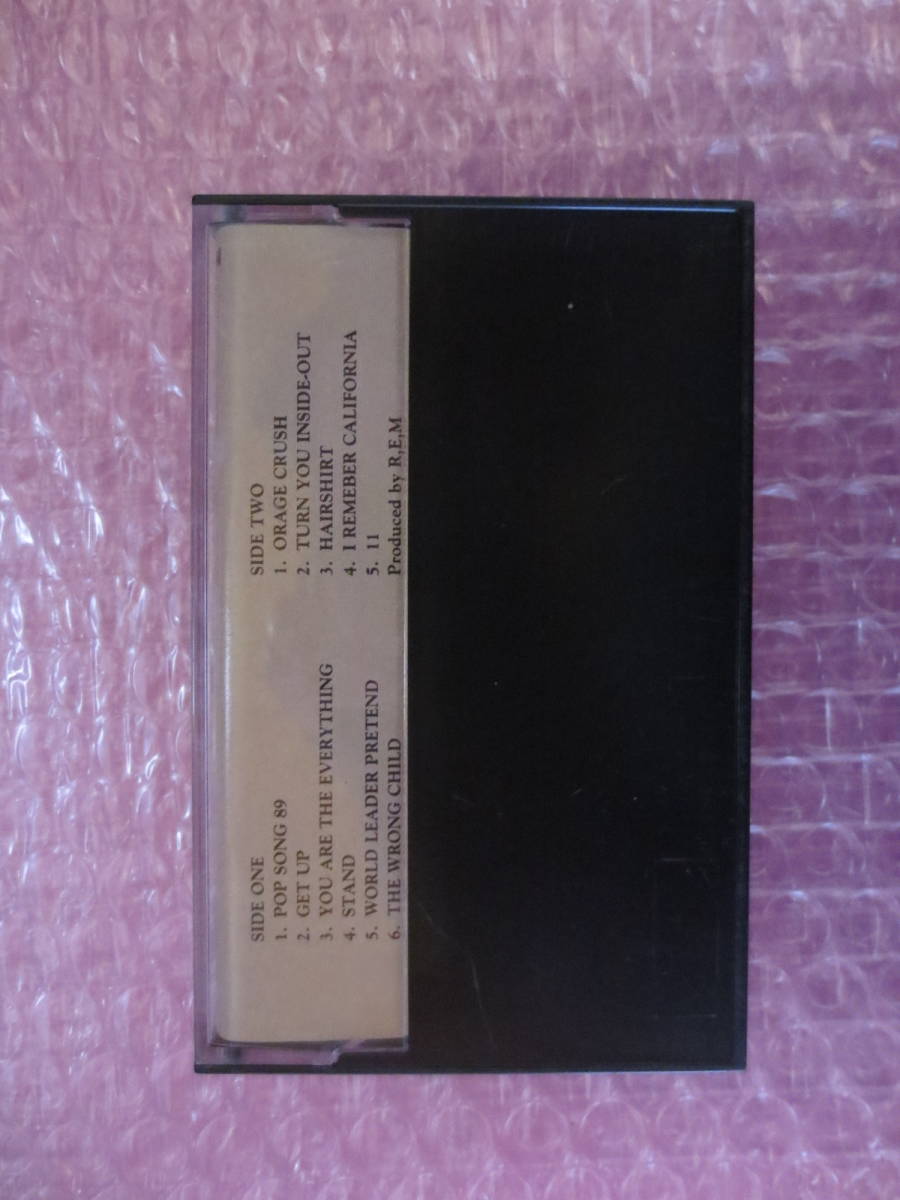 SIDE ONE
1. POP SONG 89
2. GET UP
3. YOU ARE THE EVERYTHING
4. STAND
5. WORLD LEADER PRETEND
6. THE WRONG CHILD
SIDE TWO
1. ORAGE CRUSH
2. TURN YOU INSIDE-OUT
3. HAIRSHIRT
4. I REMEBER CALIFORNIA
5. 11
Produced by R,E,M